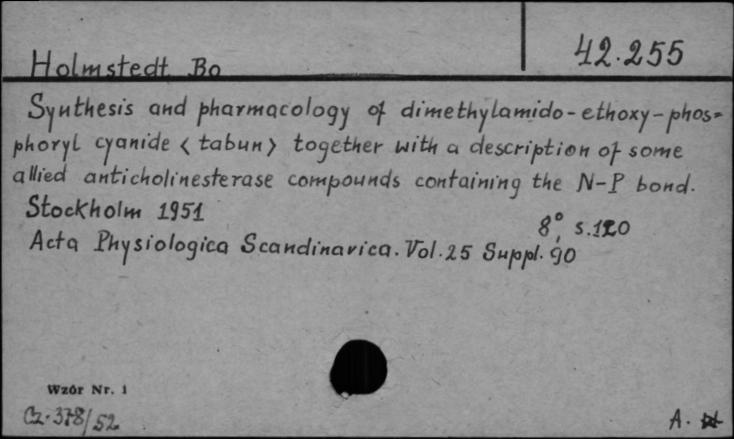 42.255
Holmstedt Bo
Synthesis and pharmacology of dimethylamido-ethoxy-phos=
phoryl cyanide < tabun > together with a description of some
allied anticholinesterase compounds containing the N-P bond.
Stockholm 1951
8°, s.120
Acta Physiologica Scandinavica. Vol.25 Suppl. 90
Wzór Nr. 1
Cz.378/52
A.